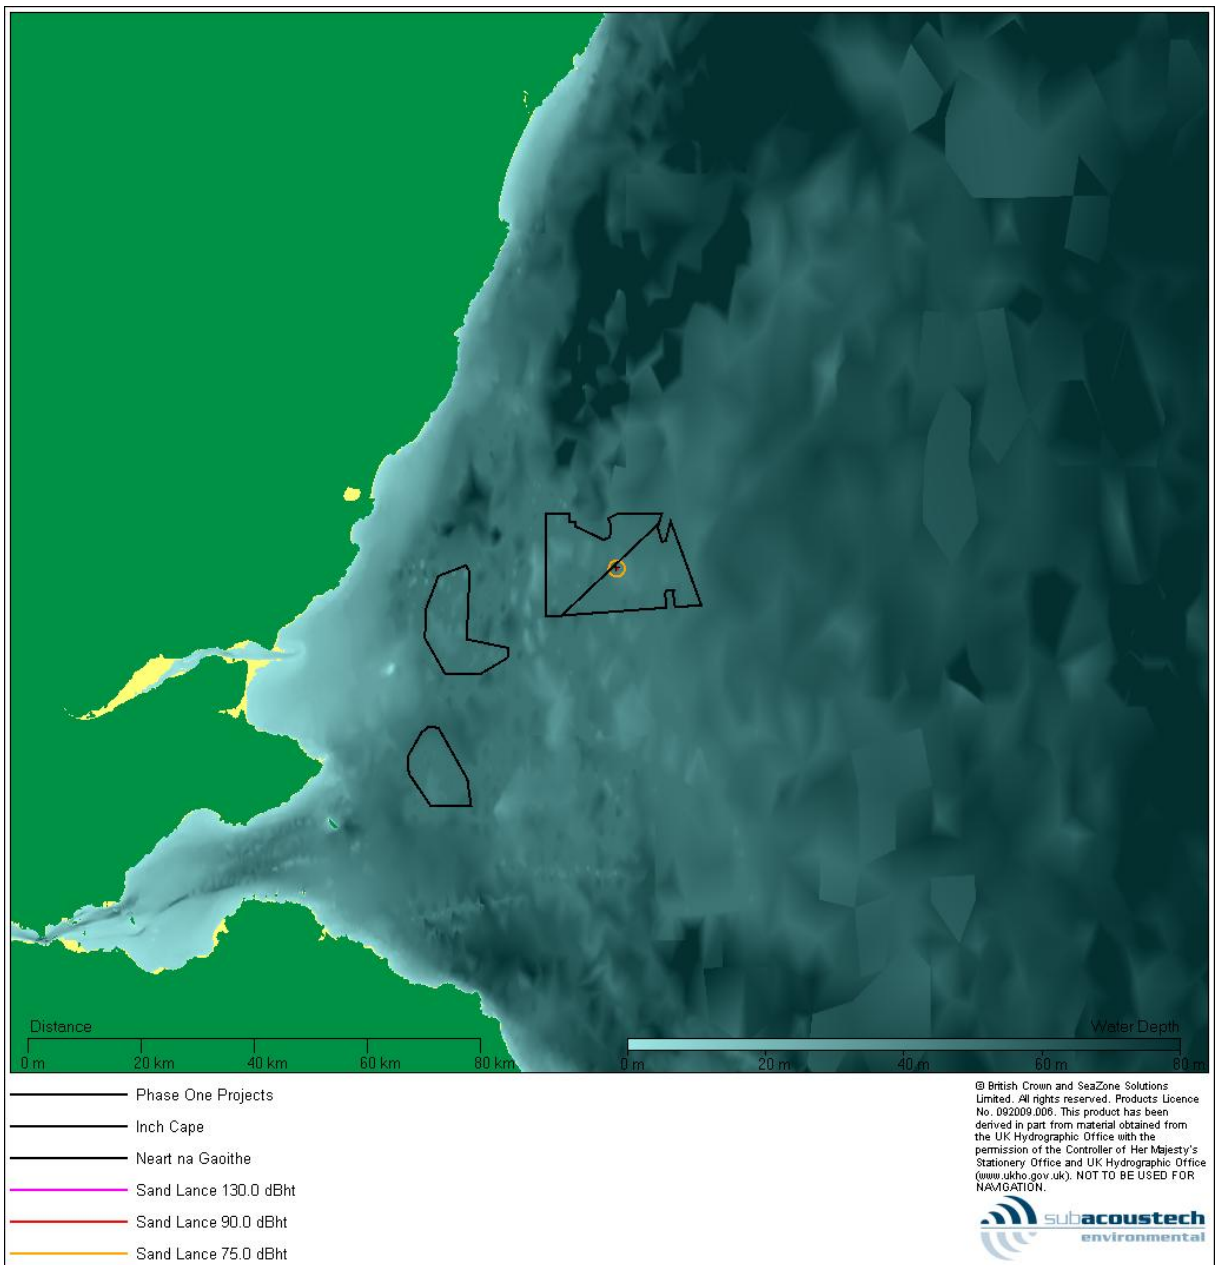 Distance
0 m 20 km 40 km 60 km 80 km
Water Depth
0 m 20 m 40 m 60 m 80 m
Phase One Projects
Inch Cape
Neart na Gaoithe
Sand Lance 130.0 dBht
Sand Lance 90.0 dBht
Sand Lance 75.0 dBht
© British Crown and SeaZone Solutions
Limited. All rights reserved. Products Licence
No. 092009.006. This product has been
derived in part from material obtained from
the UK Hydrographic Office with the
permission of the Controller of Her Majesty's
Stationery Office and UK Hydrographic Office
(www.ukho.gov.uk). NOT TO BE USED FOR
NAVIGATION.
subacoustech
environmental